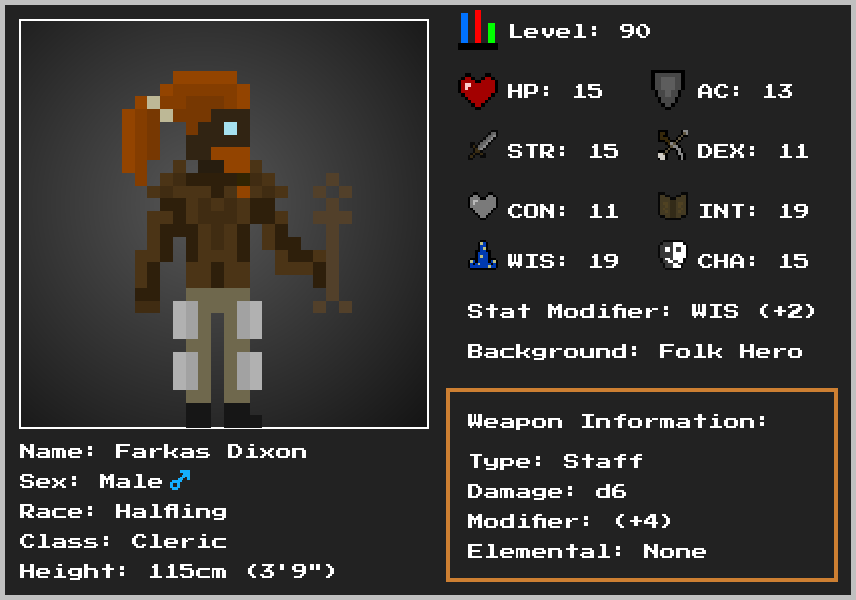 Level: 90
HP: 15
AC: 13
STR: 15
DEX: 11
CON: 11
INT: 19
WIS: 19
CHA: 15
Stat Modifier: WIS (+2)
Background: Folk Hero
Weapon Information:
Type: Staff
Damage: d6
Modifier: (+4)
Elemental: None
Name: Farkas Dixon
Sex: Male♂
Race: Halfling
Class: Cleric
Height: 115cm (3'9")